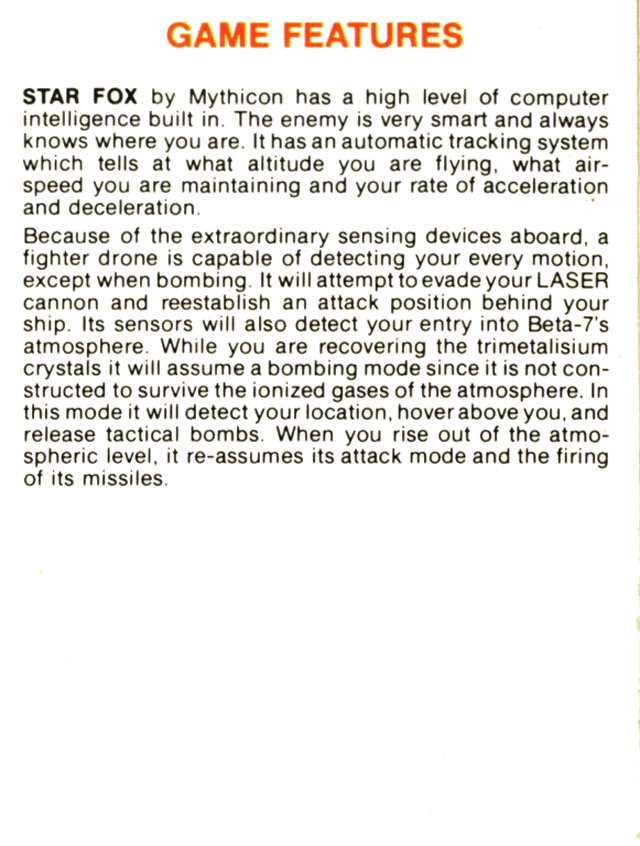 GAME FEATURES
STAR FOX by Mythicon has a high level of computer
intelligence built in. The enemy is very smart and always
knows where you are. It has an automatic tracking system
which tells at what altitude you are flying, what air-
speed you are maintaining and your rate of acceleration
and deceleration.
Because of the extraordinary sensing devices aboard, a
fighter drone is capable of detecting your every motion,
except when bombing. It will attempt to evade your LASER
cannon and reestablish an attack position behind your
ship. Its sensors will also detect your entry into Beta-7's
atmosphere. While you are recovering the trimetalisium
crystals it will assume a bombing mode since it is not con-
structed to survive the ionized gases of the atmosphere. In
this mode it will detect your location, hover above you, and
release tactical bombs. When you rise out of the atmo-
spheric level, it re-assumes its attack mode and the firing
of its missiles.